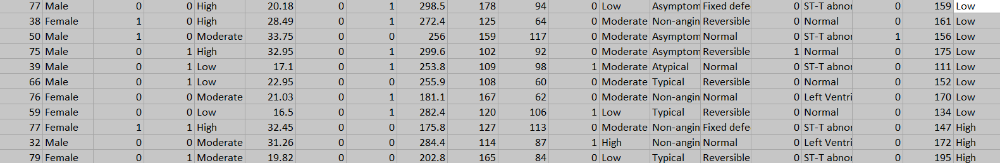 77 Male 0 0 High 20.18 0 1 298.5 178 94 0 Low Asymptom Fixed defe 0 ST-T abnor 0 159 Low
38 Female 1 0 High 28.49 0 1 272.4 125 64 0 Moderate Non-angin Reversible 0 Normal 0 161 Low
50 Male 1 0 Moderate 33.75 0 0 256 159 117 0 Moderate Asymptom Normal 0 ST-T abnor 1 156 Low
75 Male 0 1 High 32.95 0 1 299.6 102 92 0 Moderate Asymptom Reversible 1 Normal 0 175 Low
39 Male 0 1 Low 17.1 0 1 253.8 109 98 1 Moderate Atypical Normal 0 ST-T abnor 0 111 Low
66 Male 0 1 Low 22.95 0 0 255.9 108 60 0 Moderate Typical Reversible 0 Normal 0 152 Low
76 Female 0 0 Moderate 21.03 0 1 181.1 167 62 0 Moderate Non-angin Normal 0 Left Ventri 0 170 Low
59 Female 0 0 Low 16.5 0 1 282.4 120 106 1 Low Typical Reversible 0 Normal 0 134 Low
77 Female 1 1 High 32.45 0 0 175.8 127 113 0 Moderate Non-angin Fixed defe 0 ST-T abnor 0 147 High
32 Male 0 0 Moderate 31.26 0 0 284.4 114 87 1 High Non-angin Normal 0 Left Ventri 0 172 High
79 Female 0 1 Moderate 19.82 0 0 202.8 165 84 0 Low Typical Reversible 0 ST-T abnor 0 195 High